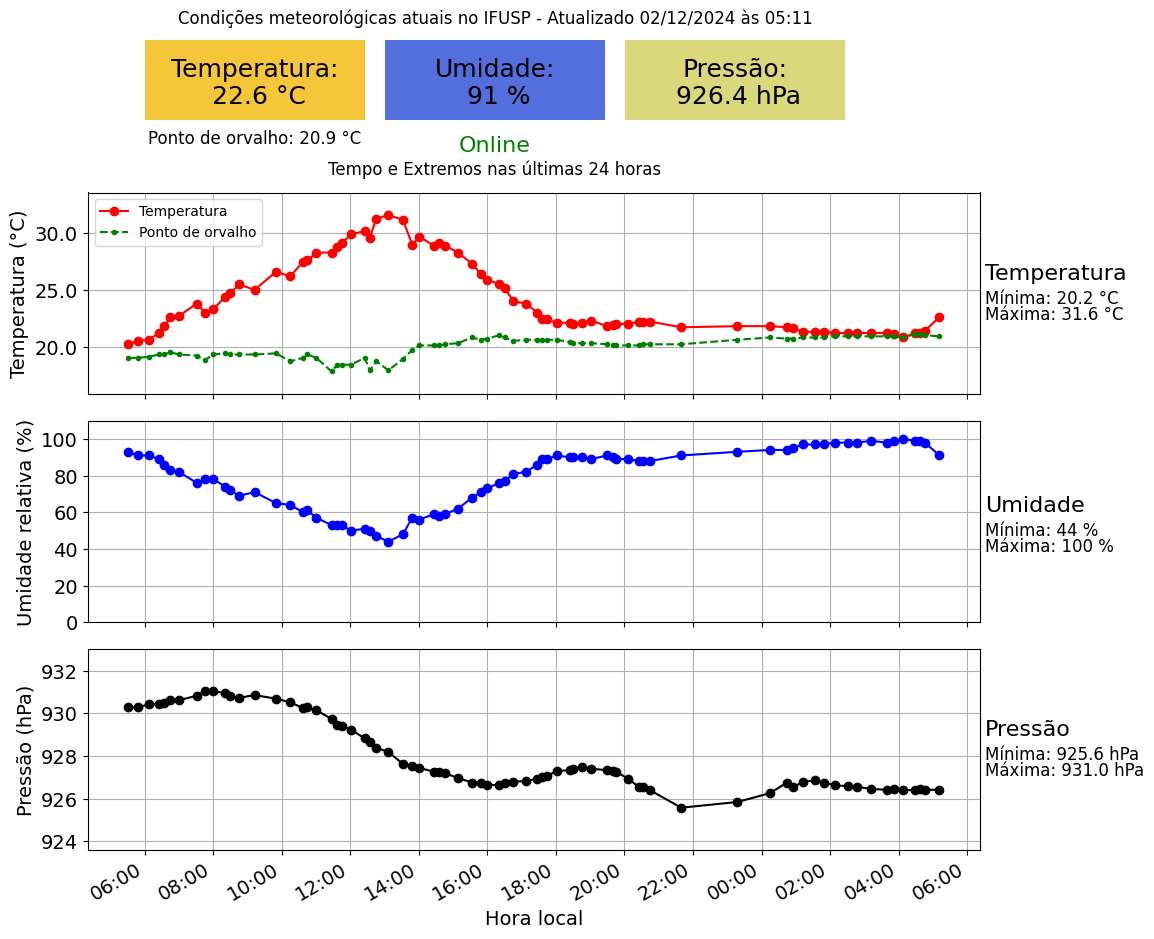 Condições meteorológicas atuais no IFUSP - Atualizado 02/12/2024 às 05:11
Temperatura:
22.6 °C
Umidade:
91 %
Pressão:
926.4 hPa
Ponto de orvalho: 20.9 °C
Online
Tempo e Extremos nas últimas 24 horas
Temperatura (°C)
30.0
25.0
20.0
Temperatura
Ponto de orvalho
Temperatura
Mínima: 20.2 °C
Máxima: 31.6 °C
Umidade relativa (%)
100
80
60
40
20
0
Umidade
Mínima: 44 %
Máxima: 100 %
Pressão (hPa)
932
930
928
926
924
Pressão
Mínima: 925.6 hPa
Máxima: 931.0 hPa
06:00 08:00 10:00 12:00 14:00 16:00 18:00 20:00 22:00 00:00 02:00 04:00 06:00
Hora local